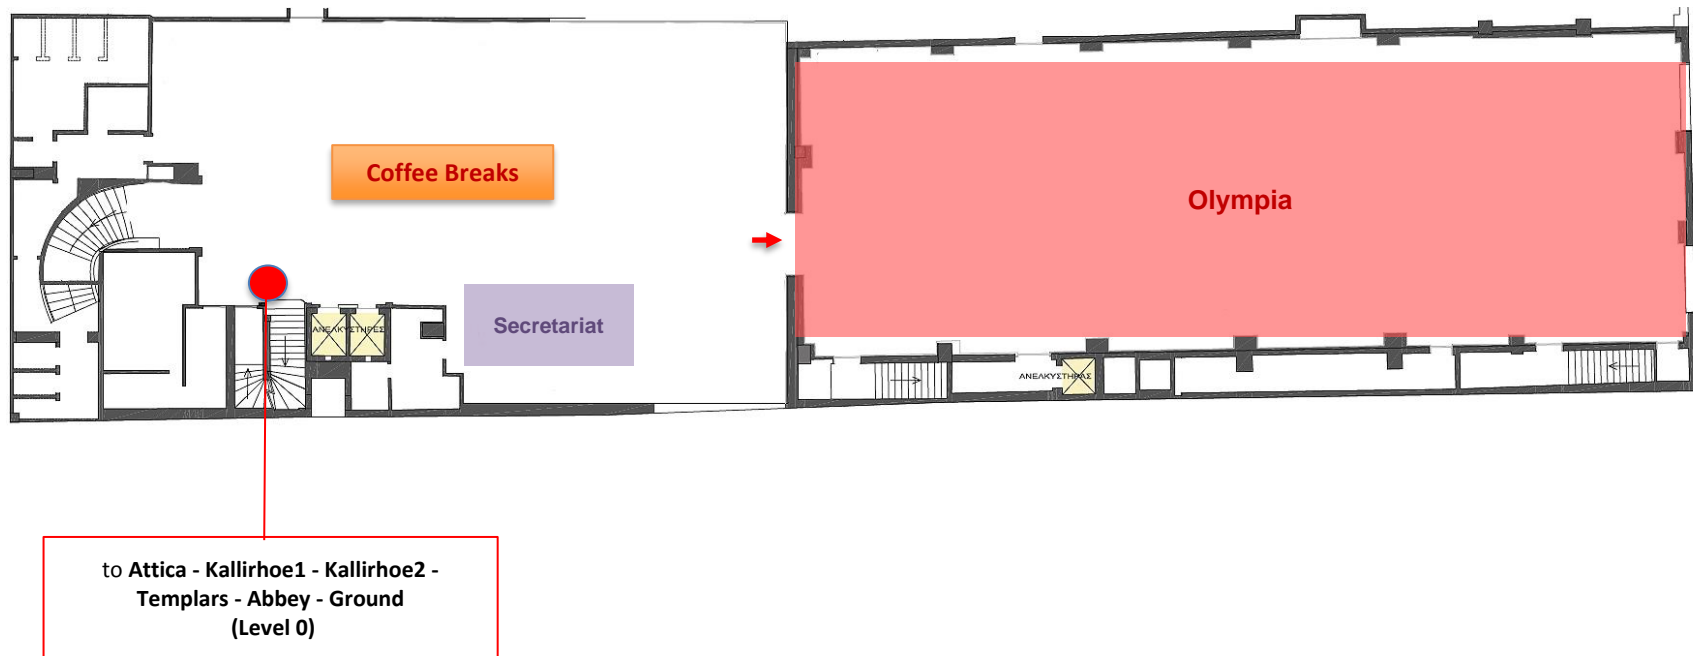 Coffee Breaks
Olympia
Secretariat
ΑΝΕΛΚΥΣΤΗΡΕΣ
ΑΝΕΛΚΥΣΤΗΡΑΣ
to Attica - Kallirhoe1 - Kallirhoe2 -
Templars - Abbey - Ground
(Level 0)